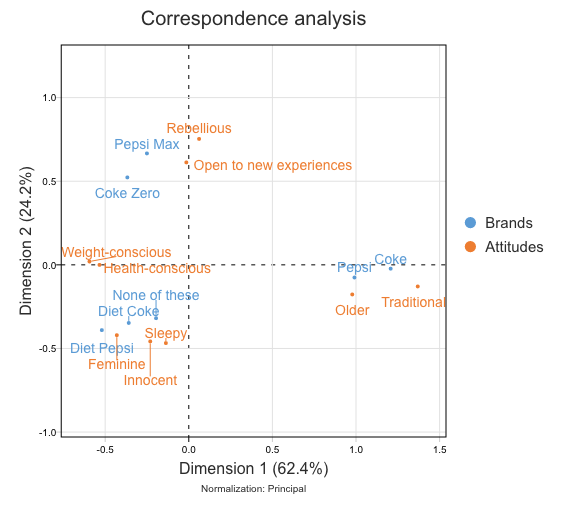 Correspondence analysis
Dimension 2 (24.2%)
1.0
0.5
0.0
-0.5
-1.0
Rebellious
Pepsi Max
Open to new experiences
Coke Zero
Weight-conscious
Health-conscious
Coke
Pepsi
None of these
Traditional
Older
Diet Coke
Sleepy
Diet Pepsi
Feminine
Innocent
Brands
Attitudes
-0.5
0.0
0.5
1.0
1.5
Dimension 1 (62.4%)
Normalization: Principal